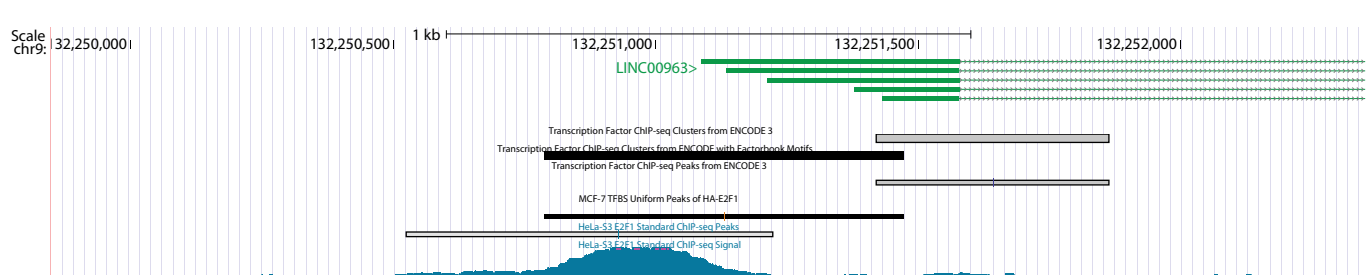 Scale 1 kb
chr9: 132,250,000 132,250,500 132,251,000 132,251,500 132,252,000
LINC00963>
Transcription Factor ChIP-seq Clusters from ENCODE 3
Transcription Factor ChIP-seq Clusters from ENCODE with Factorbook Motifs
Transcription Factor ChIP-seq Peaks from ENCODE 3
MCF-7 TFBS Uniform Peaks of HA-E2F1
HeLa-S3 E2F1 Standard ChIP-seq Peaks
HeLa-S3 E2F1 Standard ChIP-seq Signal